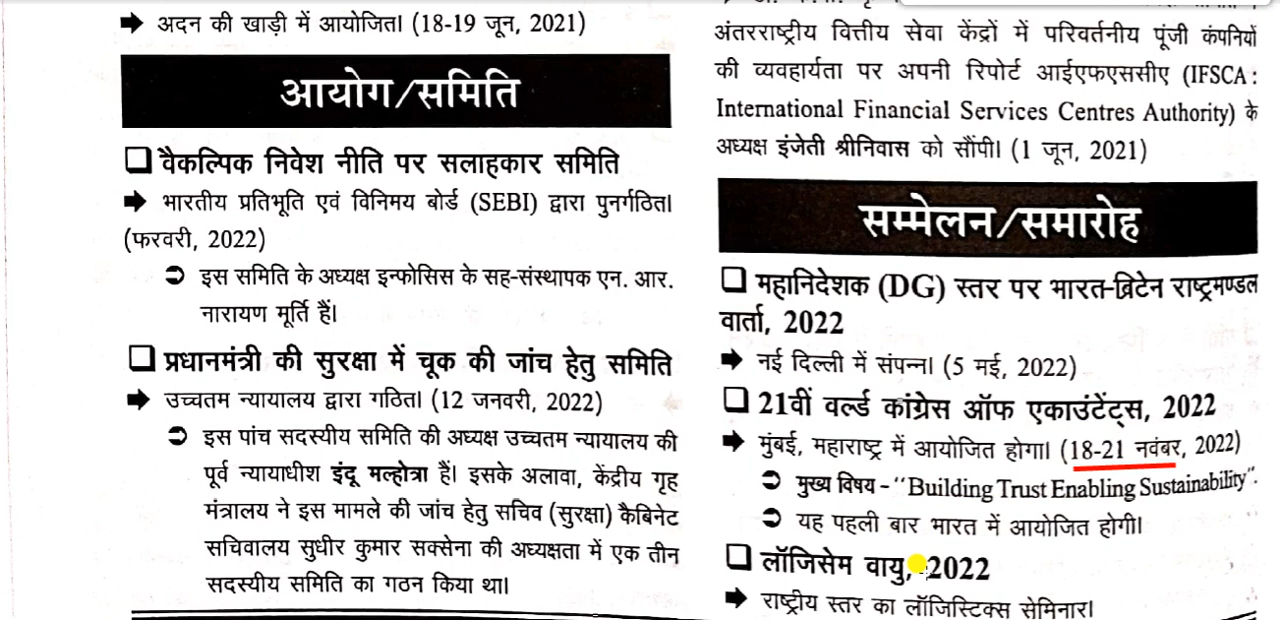 ➡ अदन की खाड़ी में आयोजित। (18-19 जून, 2021)
आयोग/समिति
❑ वैकल्पिक निवेश नीति पर सलाहकार समिति
➡ भारतीय प्रतिभूति एवं विनिमय बोर्ड (SEBI) द्वारा पुनर्गठित।
(फरवरी, 2022)
➲ इस समिति के अध्यक्ष इन्फोसिस के सह-संस्थापक एन. आर.
नारायण मूर्ति हैं।
❑ प्रधानमंत्री की सुरक्षा में चूक की जांच हेतु समिति
➡ उच्चतम न्यायालय द्वारा गठित। (12 जनवरी, 2022)
➲ इस पांच सदस्यीय समिति की अध्यक्ष उच्चतम न्यायालय की
पूर्व न्यायाधीश इंदू मल्होत्रा हैं। इसके अलावा, केंद्रीय गृह
मंत्रालय ने इस मामले की जांच हेतु सचिव (सुरक्षा) कैबिनेट
सचिवालय सुधीर कुमार सक्सेना की अध्यक्षता में एक तीन
सदस्यीय समिति का गठन किया था।
अंतरराष्ट्रीय वित्तीय सेवा केंद्रों में परिवर्तनीय पूंजी कंपनियों
की व्यवहार्यता पर अपनी रिपोर्ट आईएफएससीए (IFSCA :
International Financial Services Centres Authority) के
अध्यक्ष इंजेती श्रीनिवास को सौंपी। (1 जून, 2021)
सम्मेलन/समारोह
❑ महानिदेशक (DG) स्तर पर भारत-ब्रिटेन राष्ट्रमण्डल
वार्ता, 2022
➡ नई दिल्ली में संपन्न। (5 मई, 2022)
❑ 21वीं वर्ल्ड कांग्रेस ऑफ एकाउंटेंट्स, 2022
➡ मुंबई, महाराष्ट्र में आयोजित होगा। (18-21 नवंबर, 2022)
➲ मुख्य विषय - "Building Trust Enabling Sustainability".
➲ यह पहली बार भारत में आयोजित होगी।
❑ लॉजिसेम वायु, 2022
➡ राष्ट्रीय स्तर का लॉजिस्टिक्स सेमिनार।